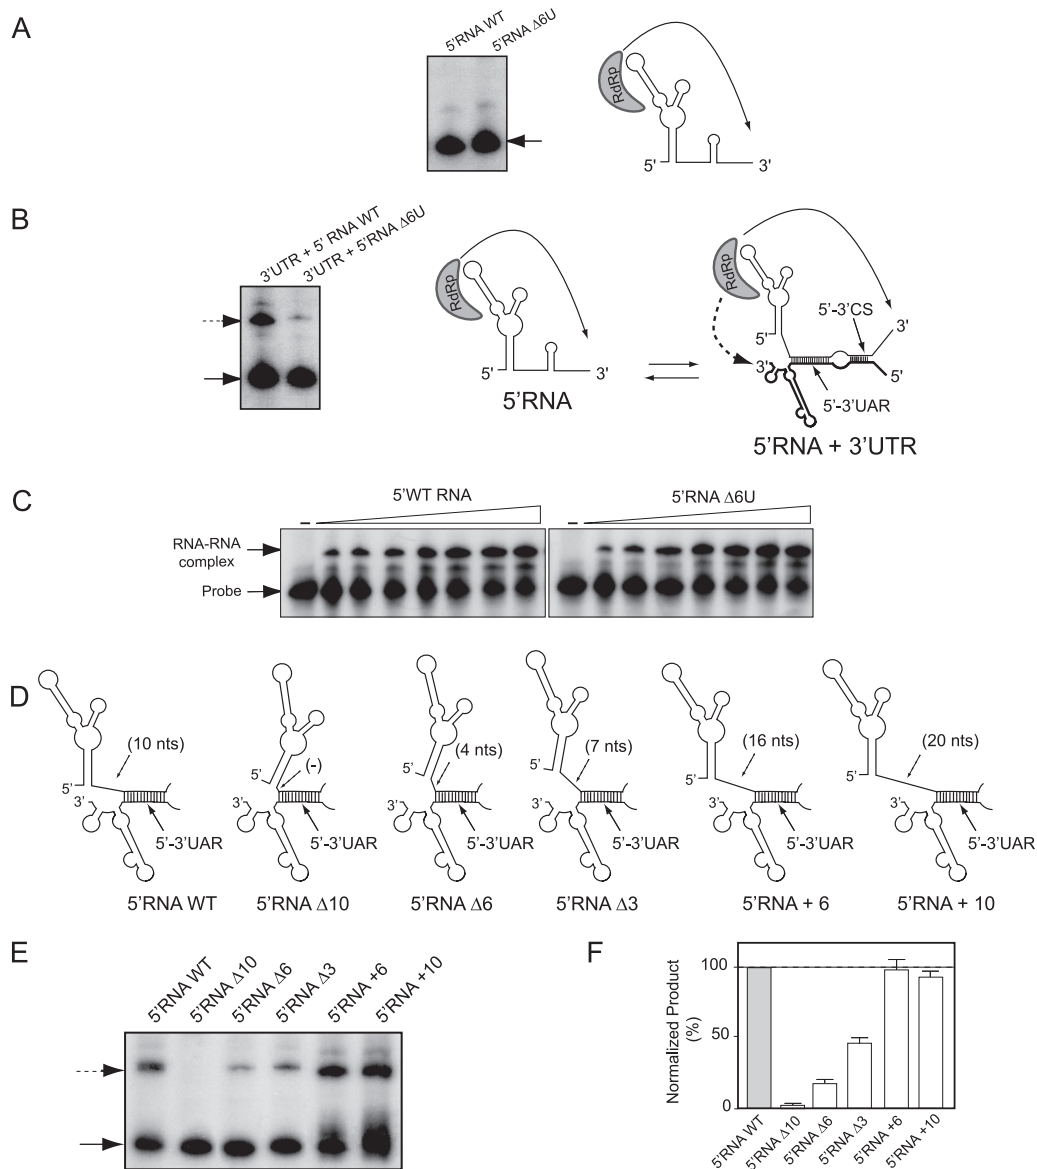 A
5'RNA WT
5'RNA Δ6U
RdRp
5'
3'
B
3'UTR + 5' RNA WT
3'UTR + 5'RNA Δ6U
RdRp
5'
3'
5'RNA
RdRp
5'-3'CS
3'
5'
3'
5'
5'-3'UAR
5'RNA + 3'UTR
C
5'WT RNA
5'RNA Δ6U
–
–
RNA-RNA
complex
Probe
D
(10 nts)
(-)
(4 nts)
(7 nts)
(16 nts)
(20 nts)
5'
5'
5'
5'
5'
5'
3'
3'
3'
3'
3'
3'
5'-3'UAR
5'-3'UAR
5'-3'UAR
5'-3'UAR
5'-3'UAR
5'-3'UAR
5'RNA WT
5'RNA Δ10
5'RNA Δ6
5'RNA Δ3
5'RNA + 6
5'RNA + 10
E
5'RNA WT
5'RNA Δ10
5'RNA Δ6
5'RNA Δ3
5'RNA +6
5'RNA +10
F
Normalized Product
(%)
100
50
0
5'RNA WT
5'RNA Δ10
5'RNA Δ6
5'RNA Δ3
5'RNA +6
5'RNA +10